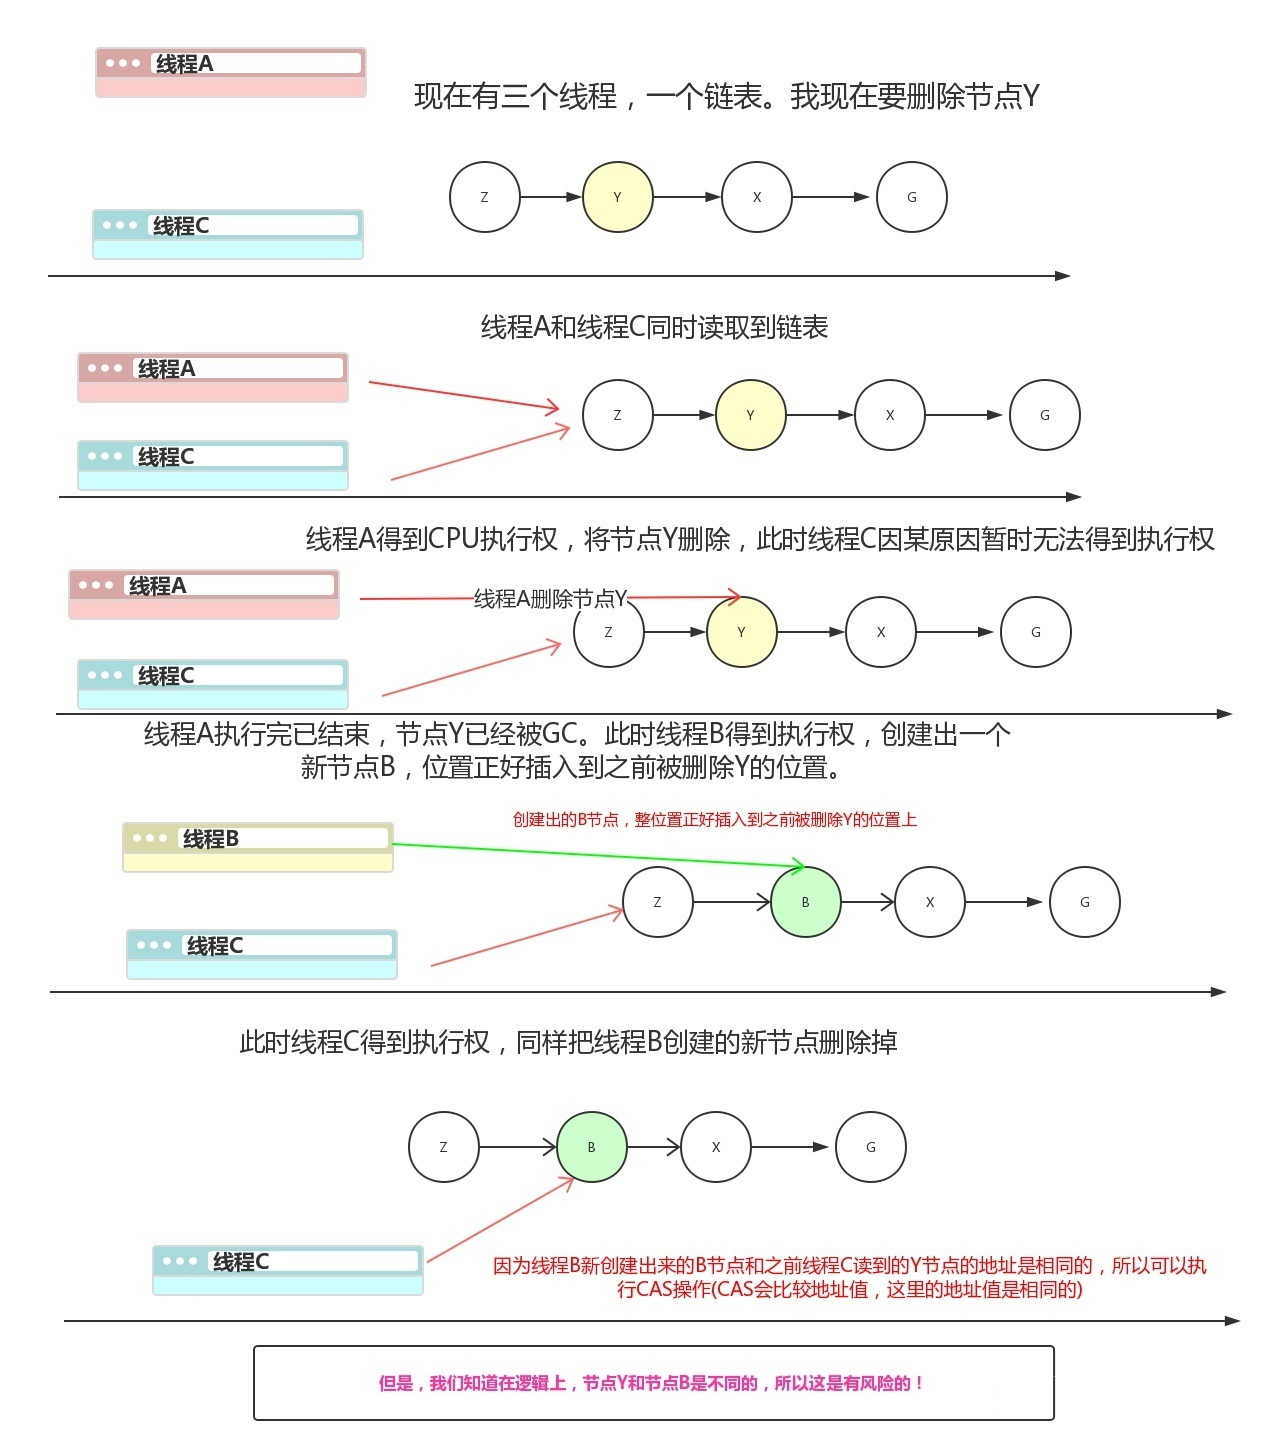 线程A
现在有三个线程，一个链表。我现在要删除节点Y
Z Y X G
线程C
线程A和线程C同时读取到链表
线程A
Z Y X G
线程C
线程A得到CPU执行权，将节点Y删除，此时线程C因某原因暂时无法得到执行权
线程A
线程A删除节点Y
Z Y X G
线程C
线程A执行完已结束，节点Y已经被GC。此时线程B得到执行权，创建出一个
新节点B，位置正好插入到之前被删除Y的位置。
创建出的B节点，整位置正好插入到之前被删除Y的位置上
线程B
Z B X G
线程C
此时线程C得到执行权，同样把线程B创建的新节点删除掉
Z B X G
线程C
因为线程B新创建出来的B节点和之前线程C读到的Y节点的地址是相同的，所以可以执
行CAS操作(CAS会比较地址值，这里的地址值是相同的)
但是，我们知道在逻辑上，节点Y和节点B是不同的，所以这是有风险的！